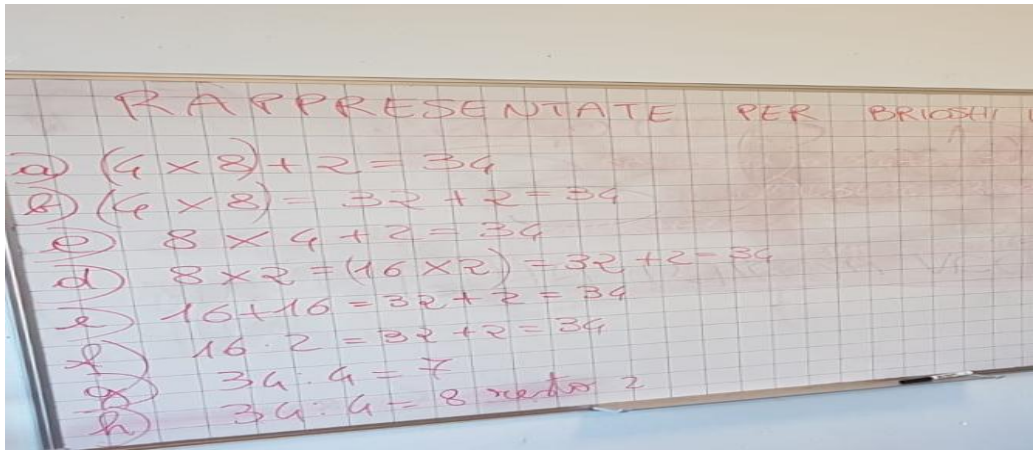 RAPPRESENTATE PER BRIOSHI
a) (4 × 8) + 2 = 34
b) (4 × 8) = 32 + 2 = 34
c) 8 × 4 + 2 = 34
d) 8 × 2 = (16 × 2) = 32 + 2 = 34
e) 16 + 16 = 32 + 2 = 34
f) 16 · 2 = 32 + 2 = 34
g) 34 : 4 = 7
h) 34 : 4 = 8 resto 2